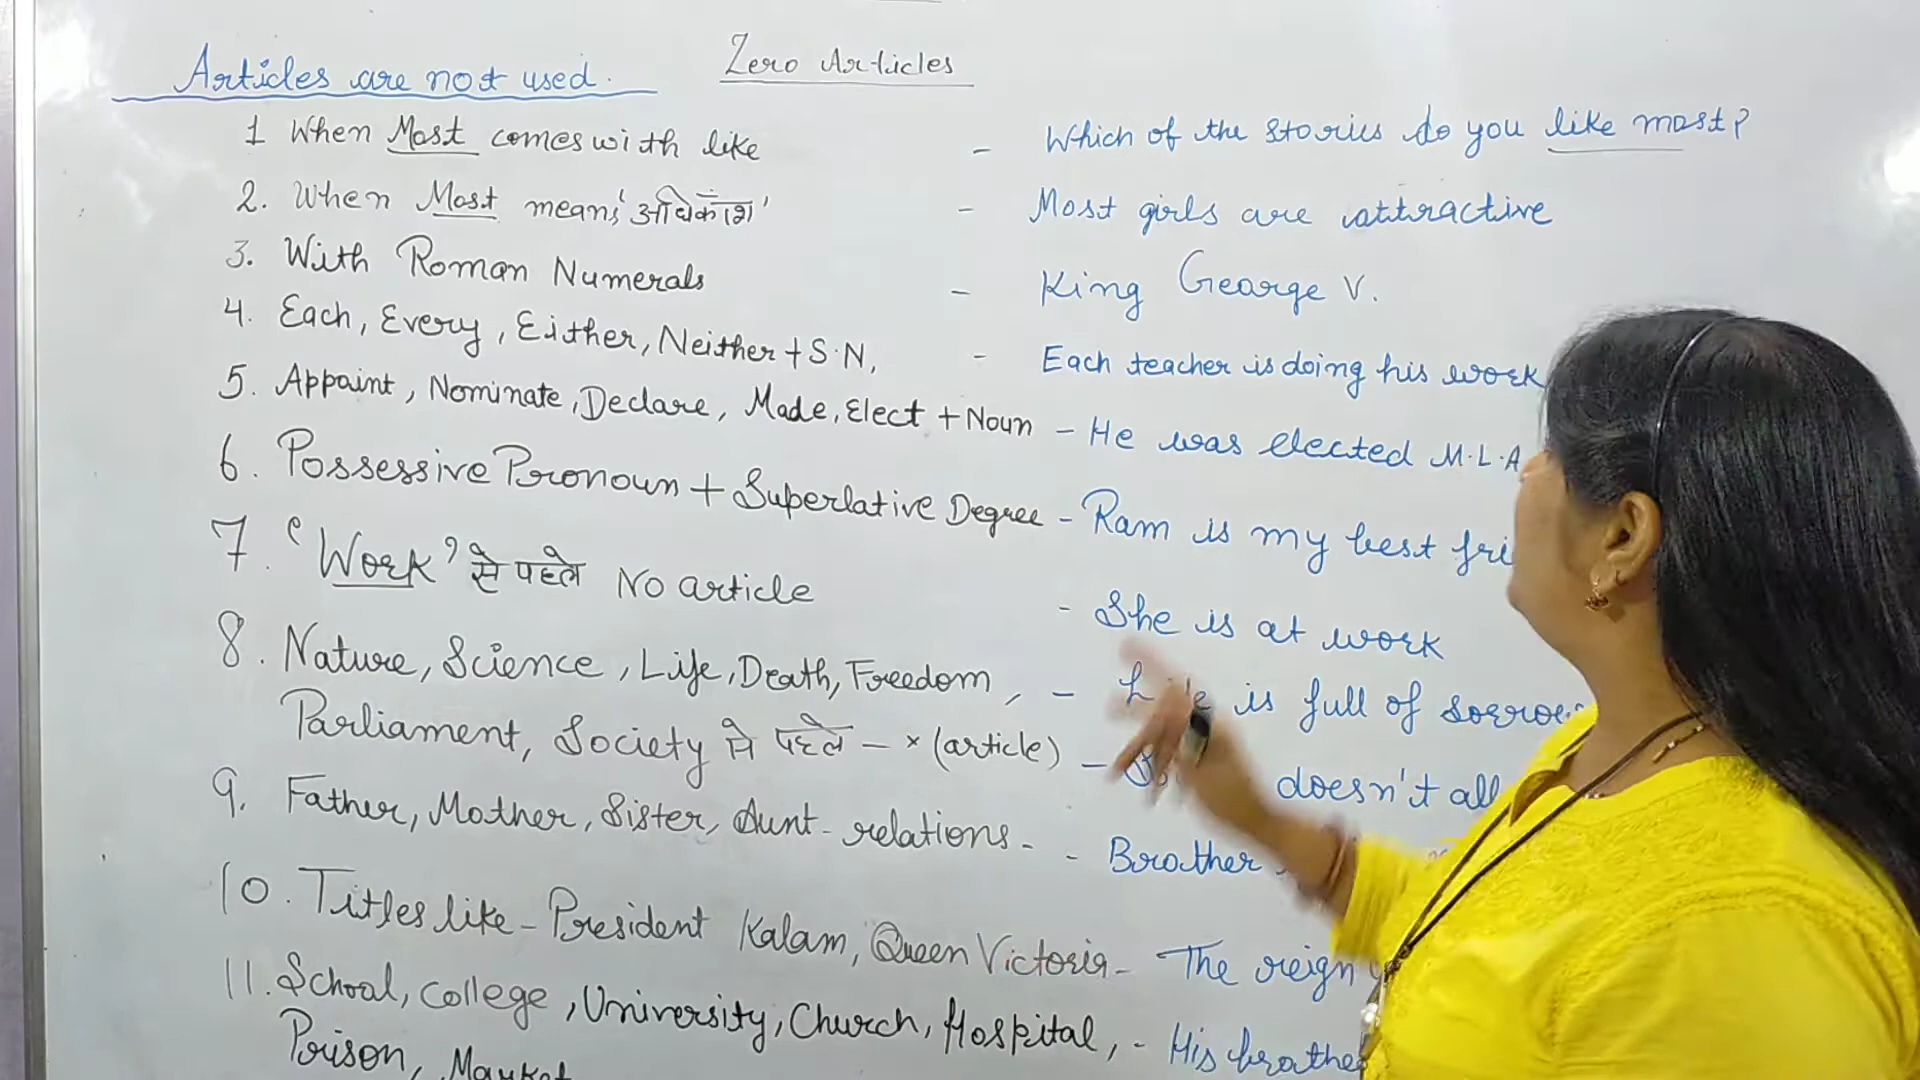 Articles are not used.
Zero Articles
1 When Most comes with like - Which of the stories do you like most?
2. When Most means 'अधिकंाश' - Most girls are attractive
3. With Roman Numerals - King George V.
4. Each, Every, Either, Neither + S.N, - Each teacher is doing his work
5. Appoint, Nominate, Declare, Made, Elect + Noun - He was elected M.L.A
6. Possessive Pronoun + Superlative Degree - Ram is my best
7. 'Work' से पहले No article - She is at work
8. Nature, Science, Life, Death, Freedom, - is full of
Parliament, Society से पहले - × (article) - doesn't
9. Father, Mother, Sister, Aunt - relations. - Brother
10. Titles like - President Kalam, Queen Victoria - The reign
11. School, College, University, Church, Hospital, - His
Prison, Market